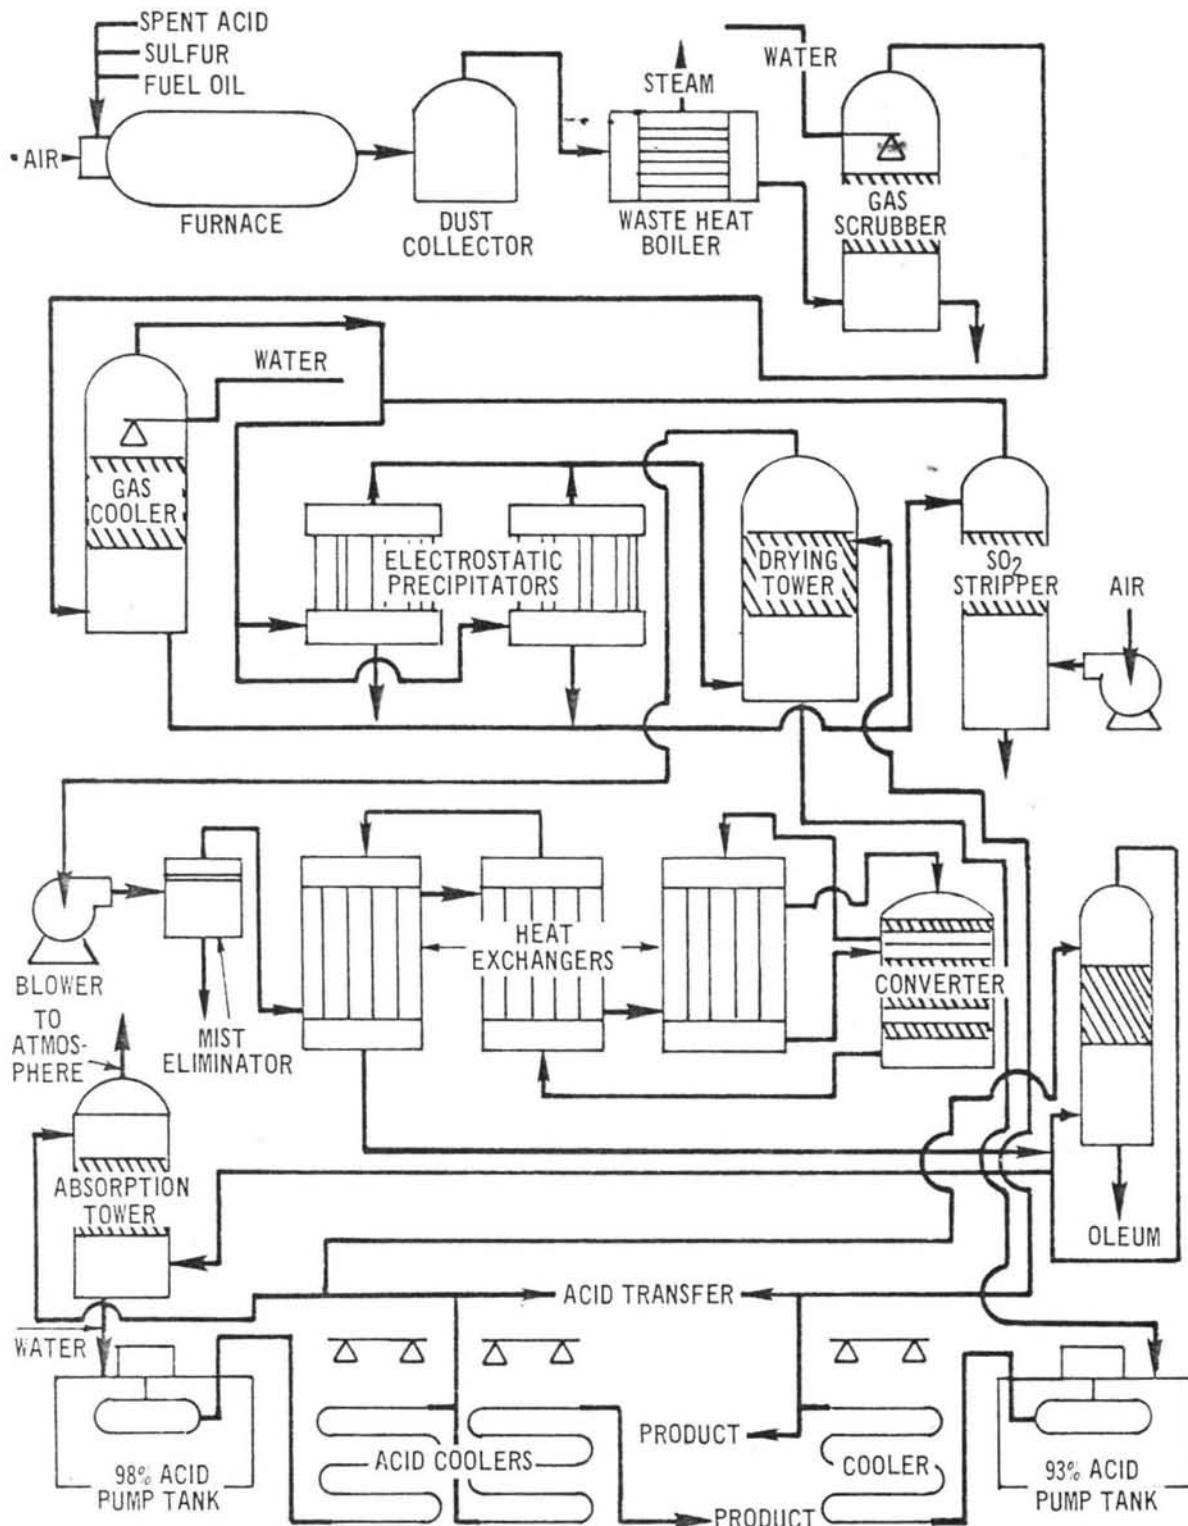 SPENT ACID
SULFUR
FUEL OIL
AIR
FURNACE
DUST
COLLECTOR
STEAM
WASTE HEAT
BOILER
WATER
GAS
SCRUBBER
WATER
GAS
COOLER
ELECTROSTATIC
PRECIPITATORS
DRYING
TOWER
SO2
STRIPPER
AIR
BLOWER
MIST
ELIMINATOR
HEAT
EXCHANGERS
CONVERTER
TO
ATMOS-
PHERE
ABSORPTION
TOWER
OLEUM
ACID TRANSFER
WATER
98% ACID
PUMP TANK
ACID COOLERS
PRODUCT
PRODUCT
COOLER
93% ACID
PUMP TANK